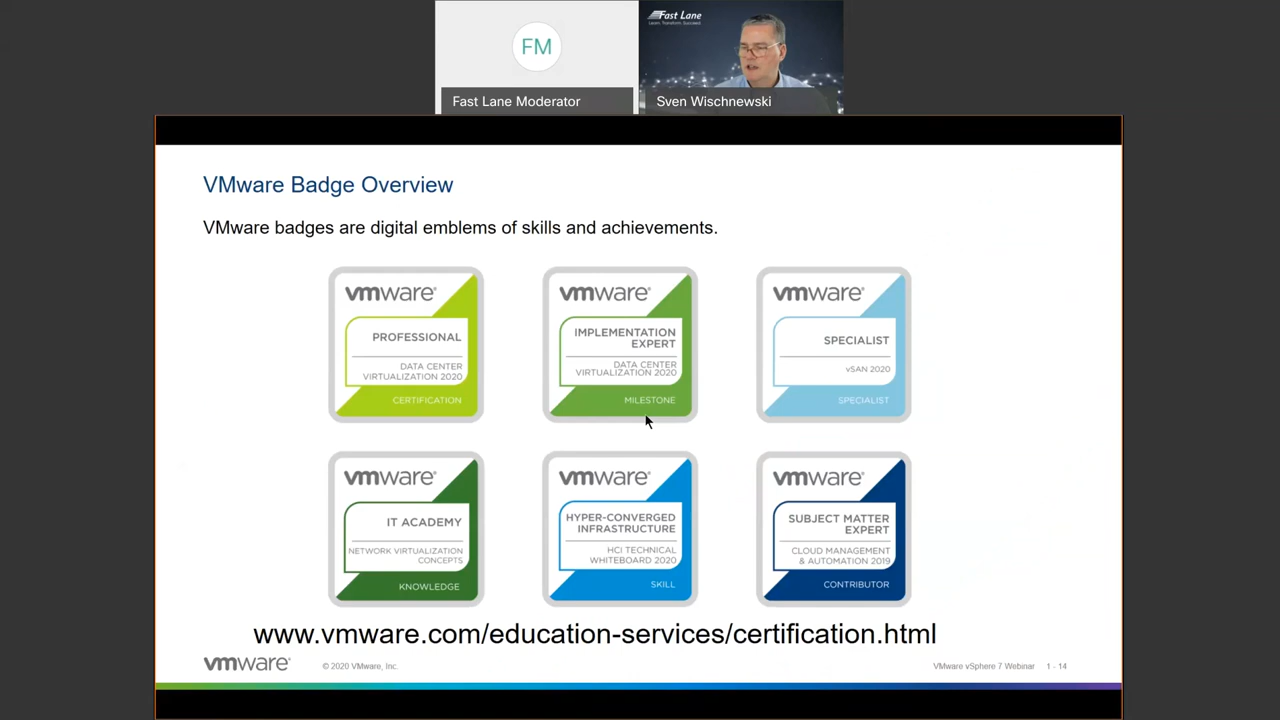 Fast Lane
Learn. Transform. Succeed.
FM
Fast Lane Moderator
Sven Wischnewski
VMware Badge Overview
VMware badges are digital emblems of skills and achievements.
vmware®
PROFESSIONAL
DATA CENTER
VIRTUALIZATION 2020
CERTIFICATION
vmware®
IMPLEMENTATION
EXPERT
DATA CENTER
VIRTUALIZATION 2020
MILESTONE
vmware®
SPECIALIST
vSAN 2020
SPECIALIST
vmware®
IT ACADEMY
NETWORK VIRTUALIZATION
CONCEPTS
KNOWLEDGE
vmware®
HYPER-CONVERGED
INFRASTRUCTURE
HCI TECHNICAL
WHITEBOARD 2020
SKILL
vmware®
SUBJECT MATTER
EXPERT
CLOUD MANAGEMENT
& AUTOMATION 2019
CONTRIBUTOR
www.vmware.com/education-services/certification.html
vmware®
© 2020 VMware, Inc.
VMware vSphere 7 Webinar
1 - 14